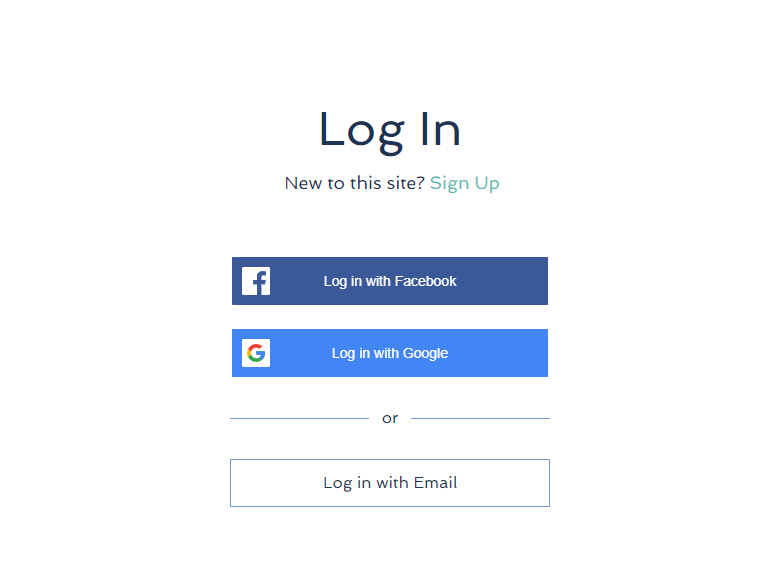 Log In
New to this site? Sign Up
Log in with Facebook
Log in with Google
or
Log in with Email